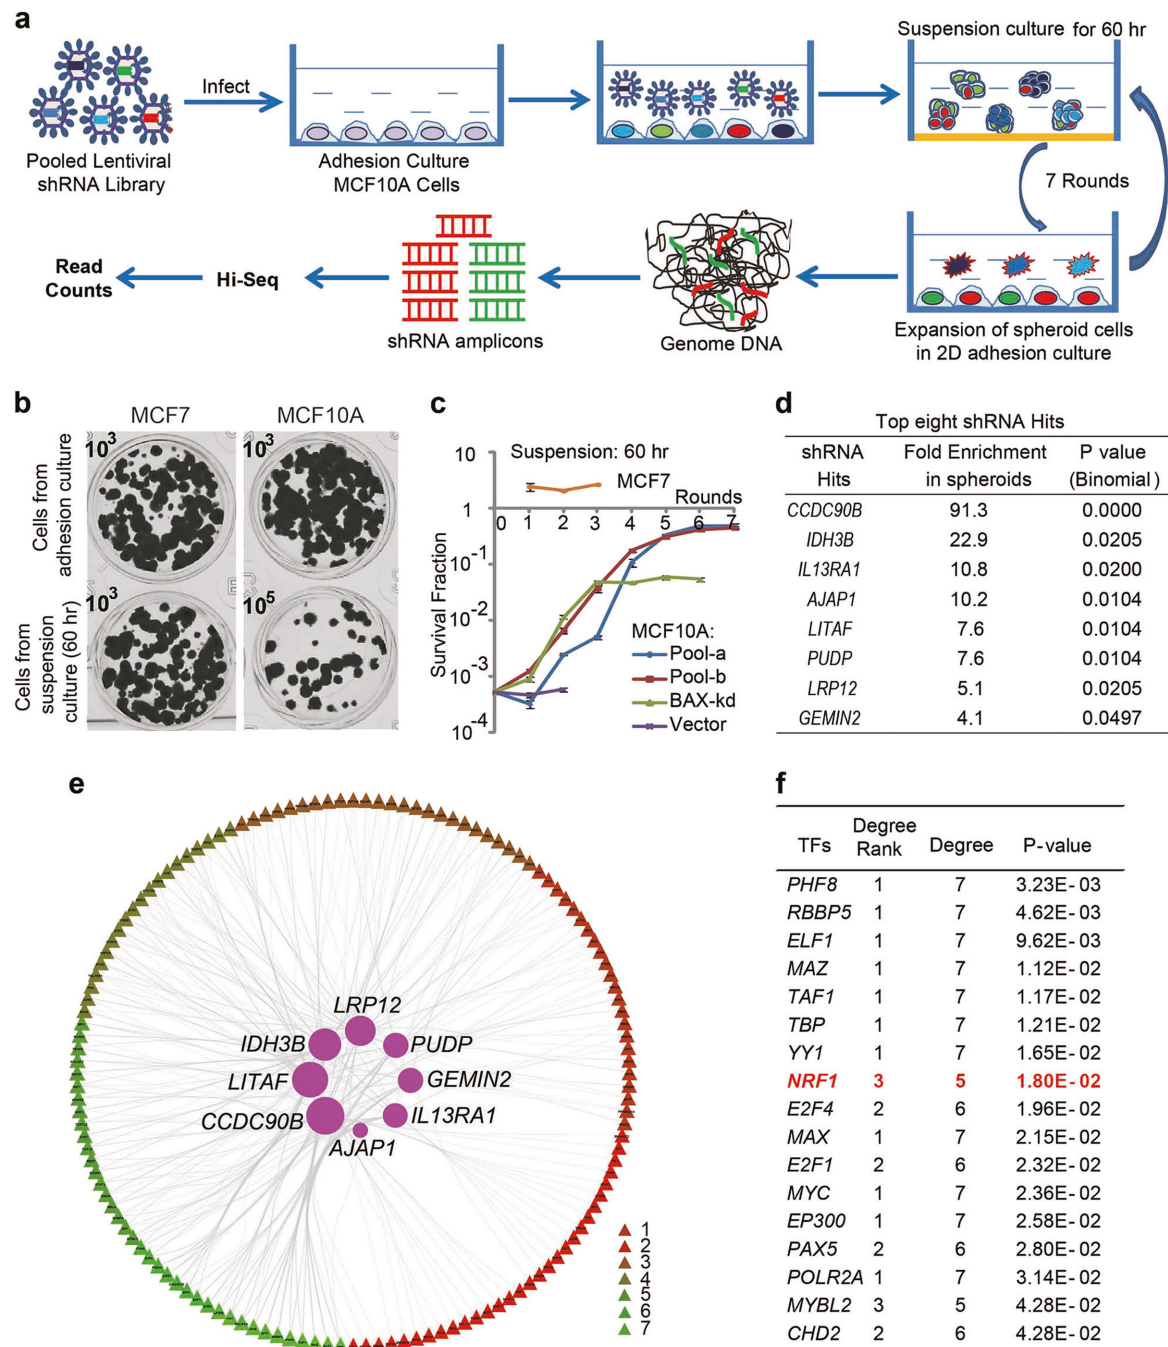 a
Suspension culture for 60 hr
Infect
Pooled Lentiviral
shRNA Library
Adhesion Culture
MCF10A Cells
7 Rounds
Read
Counts
Hi-Seq
shRNA amplicons
Genome DNA
Expansion of spheroid cells
in 2D adhesion culture
b
MCF7
MCF10A
Cells from
adhesion culture
Cells from
suspension
culture (60 hr)
10³
10³
10³
10⁵
c
Suspension: 60 hr
MCF7
Rounds
Survival Fraction
10
1
10⁻¹
10⁻²
10⁻³
10⁻⁴
0 1 2 3 4 5 6 7
MCF10A:
Pool-a
Pool-b
BAX-kd
Vector
d
Top eight shRNA Hits
shRNA Fold Enrichment P value
Hits in spheroids (Binomial)
CCDC90B 91.3 0.0000
IDH3B 22.9 0.0205
IL13RA1 10.8 0.0200
AJAP1 10.2 0.0104
LITAF 7.6 0.0104
PUDP 7.6 0.0104
LRP12 5.1 0.0205
GEMIN2 4.1 0.0497
e
LRP12
IDH3B
PUDP
LITAF
GEMIN2
CCDC90B
IL13RA1
AJAP1
1
2
3
4
5
6
7
f
TFs Degree Rank Degree P-value
PHF8 1 7 3.23E-03
RBBP5 1 7 4.62E-03
ELF1 1 7 9.62E-03
MAZ 1 7 1.12E-02
TAF1 1 7 1.17E-02
TBP 1 7 1.21E-02
YY1 1 7 1.65E-02
NRF1 3 5 1.80E-02
E2F4 2 6 1.96E-02
MAX 1 7 2.15E-02
E2F1 2 6 2.32E-02
MYC 1 7 2.36E-02
EP300 1 7 2.58E-02
PAX5 2 6 2.80E-02
POLR2A 1 7 3.14E-02
MYBL2 3 5 4.28E-02
CHD2 2 6 4.28E-02